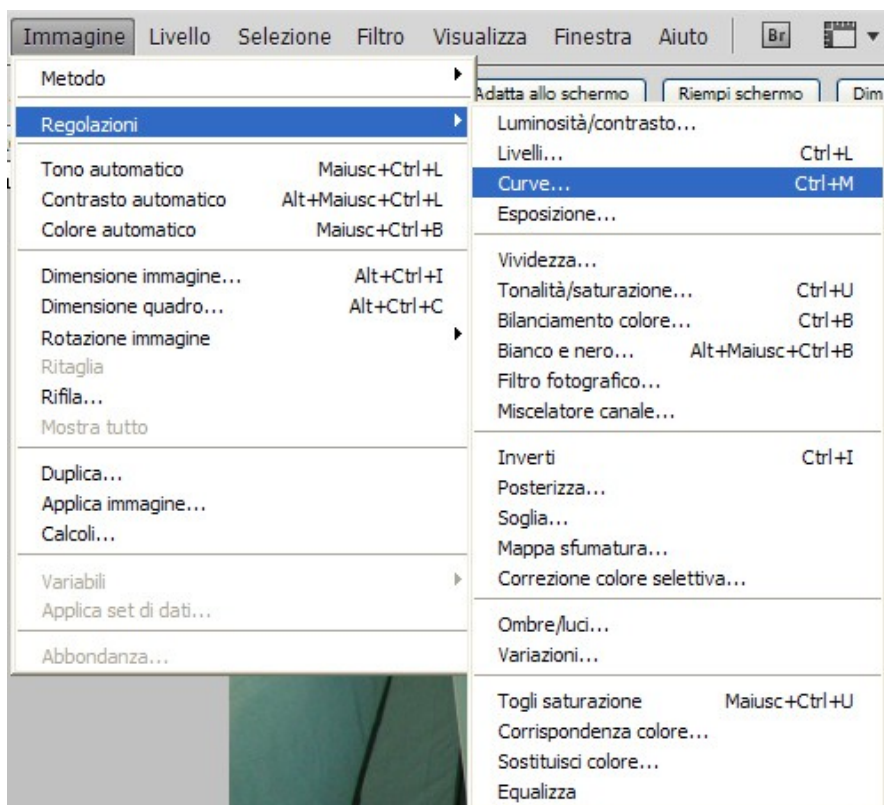 Immagine Livello Selezione Filtro Visualizza Finestra Aiuto Br
Adatta allo schermo Riempi schermo Dim
Metodo
Regolazioni
Tono automatico Maiusc+Ctrl+L
Contrasto automatico Alt+Maiusc+Ctrl+L
Colore automatico Maiusc+Ctrl+B
Dimensione immagine... Alt+Ctrl+I
Dimensione quadro... Alt+Ctrl+C
Rotazione immagine
Ritaglia
Rifila...
Mostra tutto
Duplica...
Applica immagine...
Calcoli...
Variabili
Applica set di dati...
Abbondanza...
Luminosità/contrasto...
Livelli... Ctrl+L
Curve... Ctrl+M
Esposizione...
Vividezza...
Tonalità/saturazione... Ctrl+U
Bilanciamento colore... Ctrl+B
Bianco e nero... Alt+Maiusc+Ctrl+B
Filtro fotografico...
Miscelatore canale...
Inverti Ctrl+I
Posterizza...
Soglia...
Mappa sfumatura...
Correzione colore selettiva...
Ombre/luci...
Variazioni...
Togli saturazione Maiusc+Ctrl+U
Corrispondenza colore...
Sostituisci colore...
Equalizza